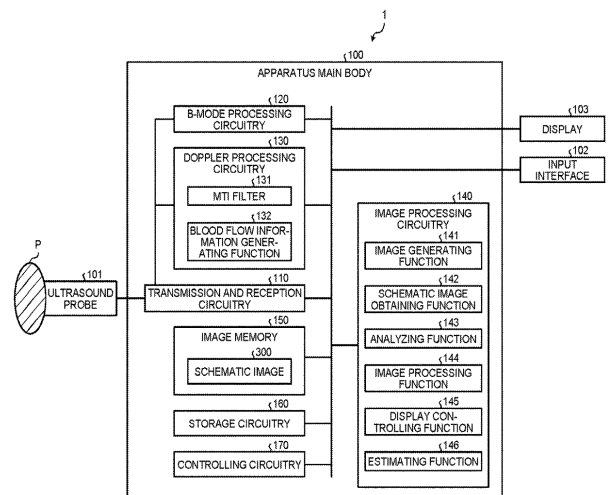 1
100
APPARATUS MAIN BODY
120
B-MODE PROCESSING
CIRCUITRY
130
DOPPLER PROCESSING
CIRCUITRY
131
MTI FILTER
132
BLOOD FLOW INFOR-
MATION GENER-
ATING FUNCTION
103
DISPLAY
102
INPUT
INTERFACE
P
101
ULTRASOUND
PROBE
110
TRANSMISSION AND RECEPTION
CIRCUITRY
150
IMAGE MEMORY
300
SCHEMATIC IMAGE
160
STORAGE CIRCUITRY
170
CONTROLLING CIRCUITRY
140
IMAGE PROCESSING
CIRCUITRY
141
IMAGE GENERATING
FUNCTION
142
SCHEMATIC IMAGE
OBTAINING FUNCTION
143
ANALYZING FUNCTION
144
IMAGE PROCESSING
FUNCTION
145
DISPLAY CON-
TROLLING FUNCTION
146
ESTIMATING FUNCTION